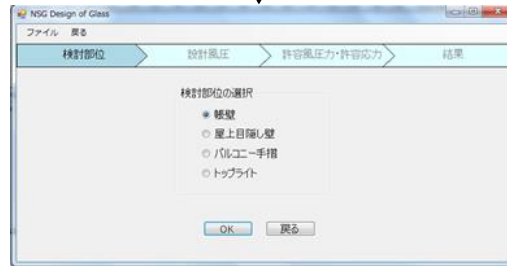 NSG Design of Glass
ファイル 戻る
検討部位 設計風圧 許容風圧力・許容応力 結果
検討部位の選択
帳壁
屋上目隠し壁
バルコニー手摺
トップライト
OK 戻る